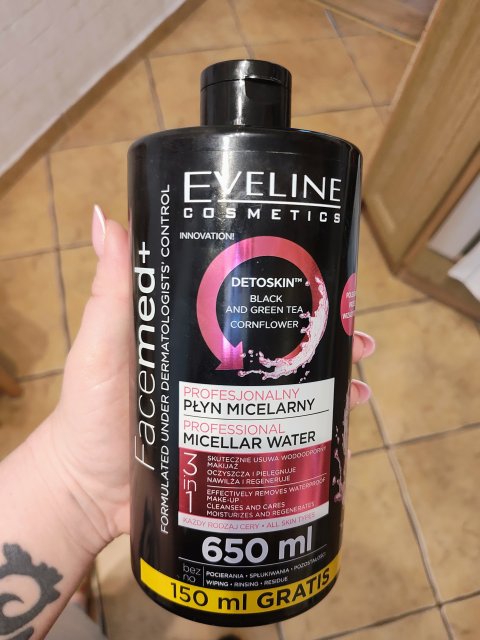 EVELINE
COSMETICS
INNOVATION!
DETOSKIN™
BLACK
AND GREEN TEA
CORNFLOWER
Facemed+
FORMULATED UNDER DERMATOLOGISTS' CONTROL
PROFESJONALNY
PŁYN MICELARNY
PROFESSIONAL
MICELLAR WATER
3 in 1
SKUTECZNIE USUWA WODOODPORNY
MAKIJAŻ
OCZYSZCZA I PIELĘGNUJE
NAWILŻA I REGENERUJE
EFFECTIVELY REMOVES WATERPROOF
MAKE-UP
CLEANSES AND CARES
MOISTURIZES AND REGENERATES
KAŻDY RODZAJ CERY • ALL SKIN TYPES
650 ml
bez POCIERANIA • SPŁUKIWANIA • POZOSTAŁOŚCI
no WIPING • RINSING • RESIDUE
150 ml GRATIS